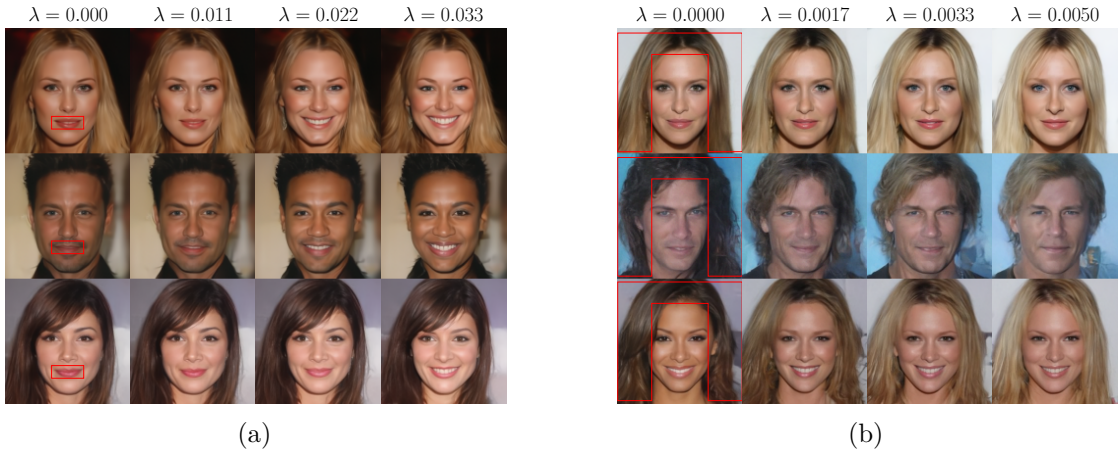 λ = 0.000 λ = 0.011 λ = 0.022 λ = 0.033
λ = 0.0000 λ = 0.0017 λ = 0.0033 λ = 0.0050
(a)
(b)